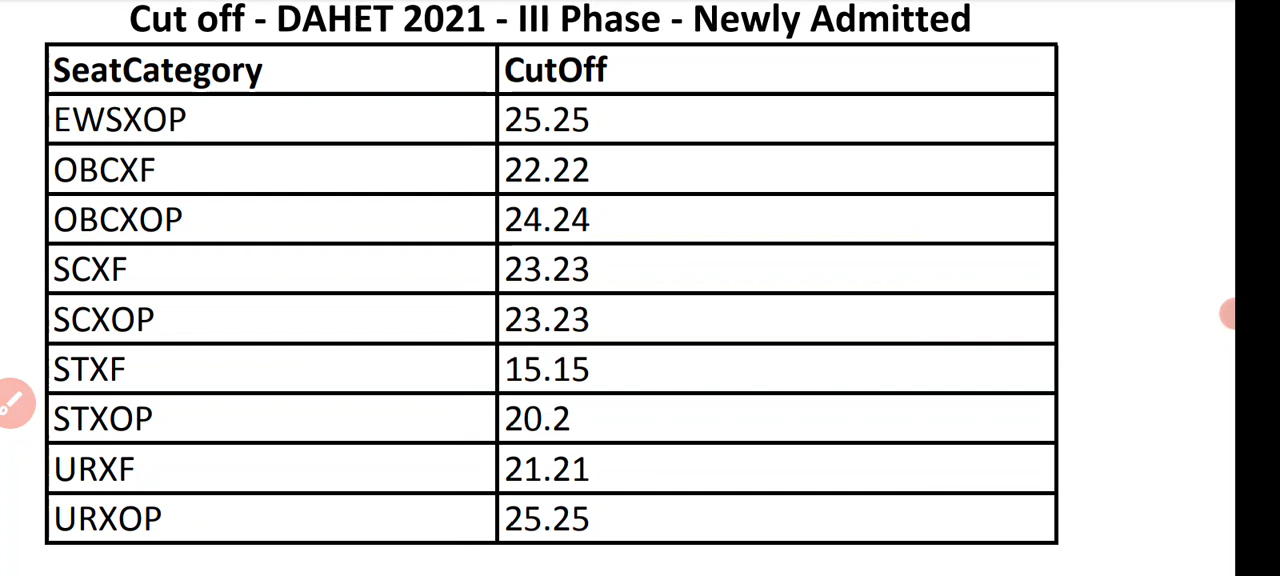 Cut off - DAHET 2021 - III Phase - Newly Admitted
SeatCategory CutOff
EWSXOP 25.25
OBCXF 22.22
OBCXOP 24.24
SCXF 23.23
SCXOP 23.23
STXF 15.15
STXOP 20.2
URXF 21.21
URXOP 25.25